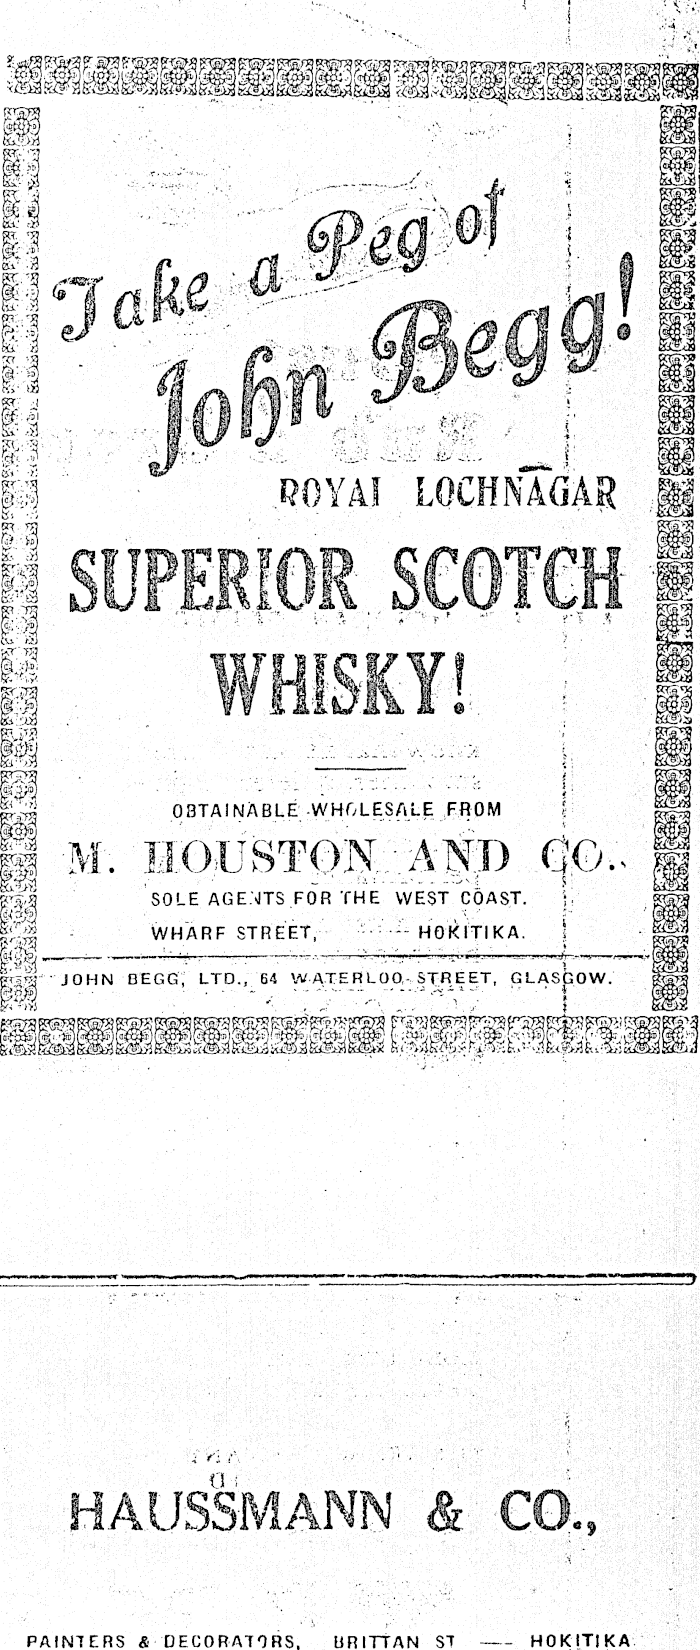 Take a Peg of
John Begg!
ROYAL LOCHNAGAR
SUPERIOR SCOTCH
WHISKY!
OBTAINABLE WHOLESALE FROM
M. HOUSTON AND CO.,
SOLE AGENTS FOR THE WEST COAST.
WHARF STREET, HOKITIKA.
JOHN BEGG, LTD., 64 WATERLOO STREET, GLASGOW.
HAUSSMANN & CO.,
PAINTERS & DECORATORS, BRITTAN ST — HOKITIKA